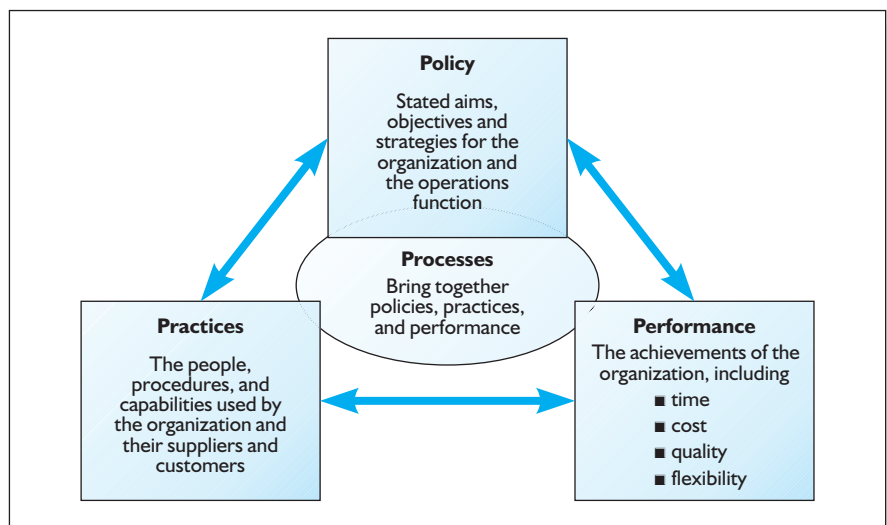 Policy
Stated aims,
objectives and
strategies for the
organization and
the operations
function
Processes
Bring together
policies, practices,
and performance
Practices
The people,
procedures, and
capabilities used by
the organization and
their suppliers and
customers
Performance
The achievements of the
organization, including
■ time
■ cost
■ quality
■ flexibility